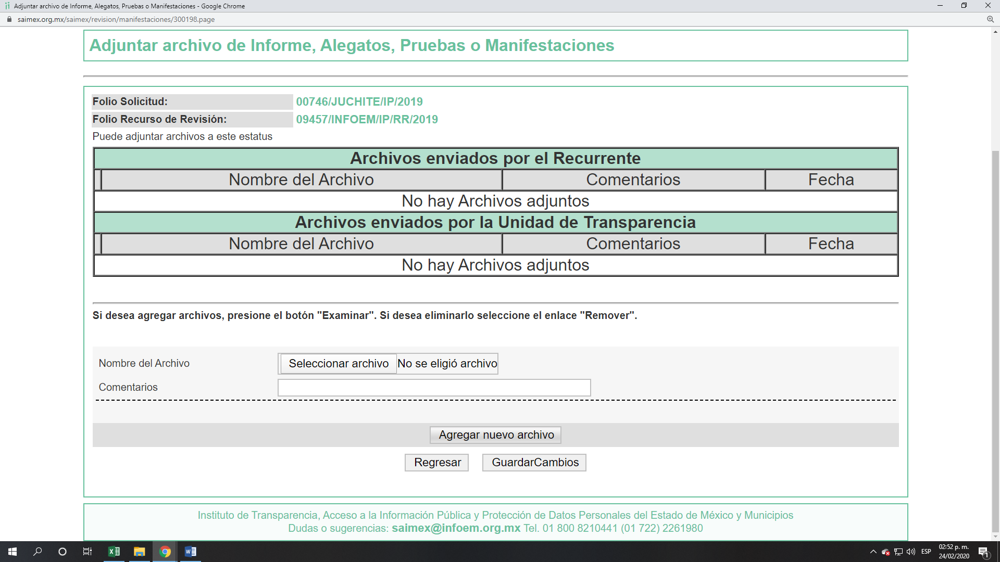 Adjuntar archivo de Informe, Alegatos, Pruebas o Manifestaciones - Google Chrome
saimex.org.mx/saimex/revision/manifestaciones/300198.page
Adjuntar archivo de Informe, Alegatos, Pruebas o Manifestaciones
Folio Solicitud: 00746/JUCHITE/IP/2019
Folio Recurso de Revisión: 09457/INFOEM/IP/RR/2019
Puede adjuntar archivos a este estatus
Archivos enviados por el Recurrente
Nombre del Archivo Comentarios Fecha
No hay Archivos adjuntos
Archivos enviados por la Unidad de Transparencia
Nombre del Archivo Comentarios Fecha
No hay Archivos adjuntos
Si desea agregar archivos, presione el botón "Examinar". Si desea eliminarlo seleccione el enlace "Remover".
Nombre del Archivo Seleccionar archivo No se eligió archivo
Comentarios
Agregar nuevo archivo
Regresar GuardarCambios
Instituto de Transparencia, Acceso a la Información Pública y Protección de Datos Personales del Estado de México y Municipios
Dudas o sugerencias: saimex@infoem.org.mx Tel. 01 800 8210441 (01 722) 2261980
ESP
02:52 p. m.
24/02/2020
1